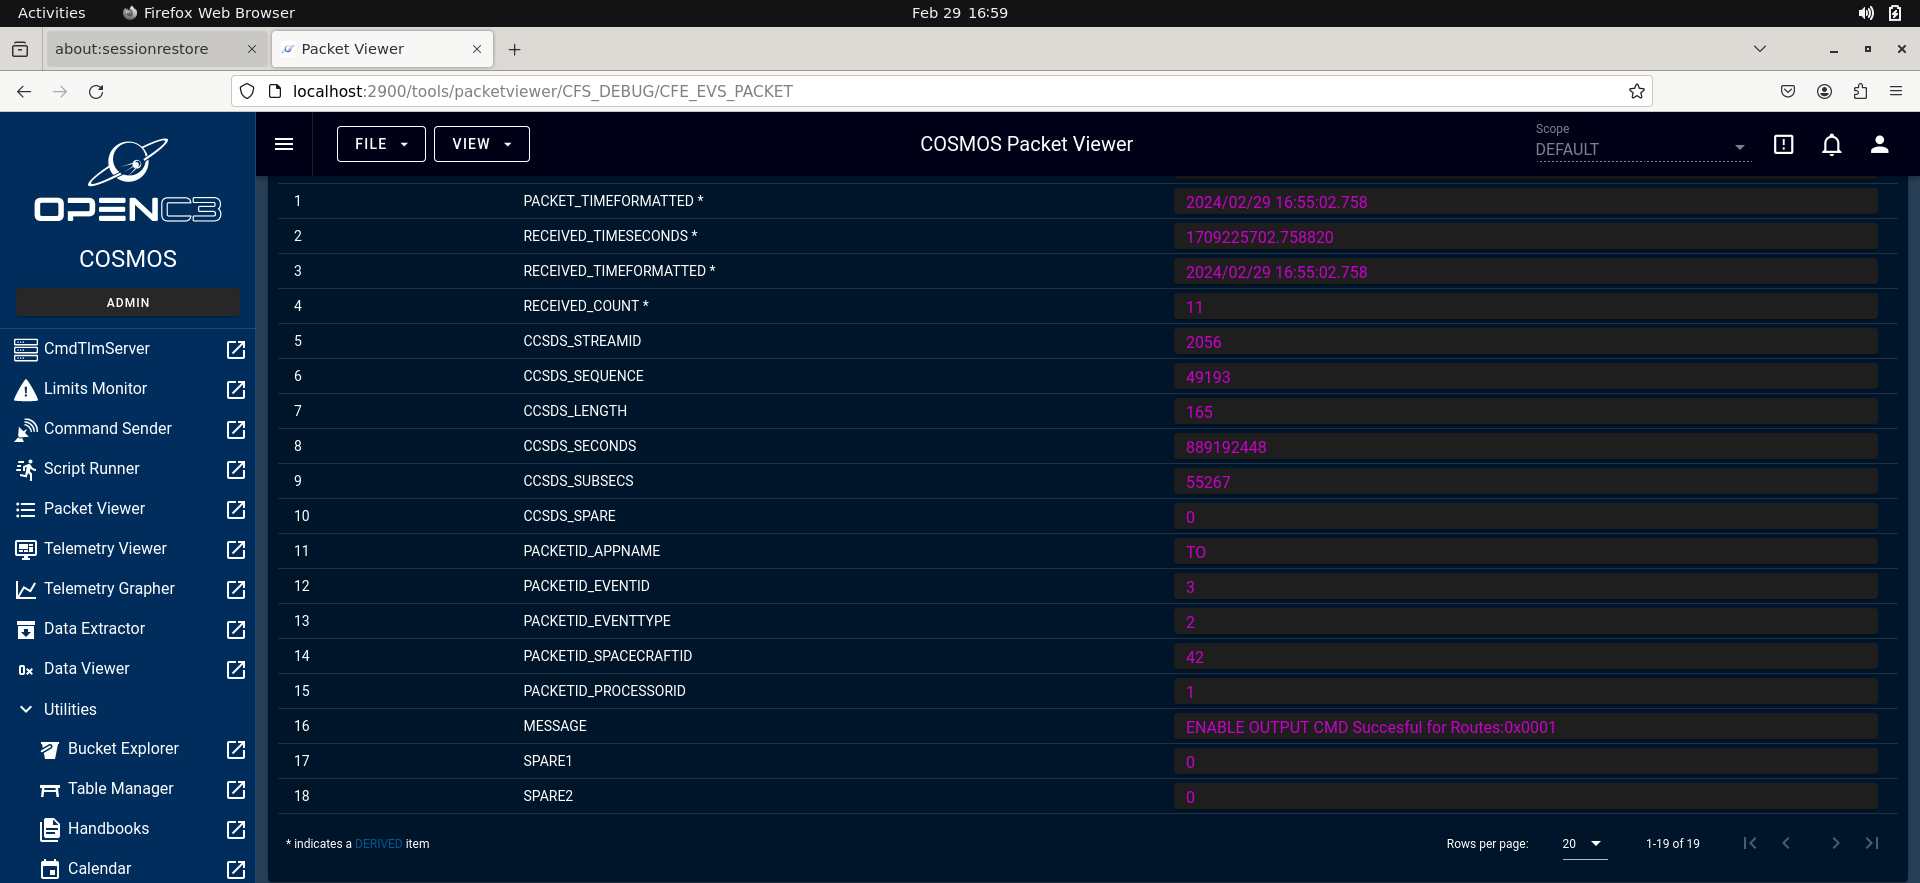 Activities Firefox Web Browser Feb 29 16:59
about:sessionrestore Packet Viewer
localhost:2900/tools/packetviewer/CFS_DEBUG/CFE_EVS_PACKET
FILE VIEW COSMOS Packet Viewer Scope DEFAULT
OPENC3
COSMOS
ADMIN
CmdTlmServer
Limits Monitor
Command Sender
Script Runner
Packet Viewer
Telemetry Viewer
Telemetry Grapher
Data Extractor
0x Data Viewer
Utilities
Bucket Explorer
Table Manager
Handbooks
Calendar
1 PACKET_TIMEFORMATTED * 2024/02/29 16:55:02.758
2 RECEIVED_TIMESECONDS * 1709225702.758820
3 RECEIVED_TIMEFORMATTED * 2024/02/29 16:55:02.758
4 RECEIVED_COUNT * 11
5 CCSDS_STREAMID 2056
6 CCSDS_SEQUENCE 49193
7 CCSDS_LENGTH 165
8 CCSDS_SECONDS 889192448
9 CCSDS_SUBSECS 55267
10 CCSDS_SPARE 0
11 PACKETID_APPNAME TO
12 PACKETID_EVENTID 3
13 PACKETID_EVENTTYPE 2
14 PACKETID_SPACECRAFTID 42
15 PACKETID_PROCESSORID 1
16 MESSAGE ENABLE OUTPUT CMD Succesful for Routes:0x0001
17 SPARE1 0
18 SPARE2 0
* indicates a DERIVED item Rows per page: 20 1-19 of 19